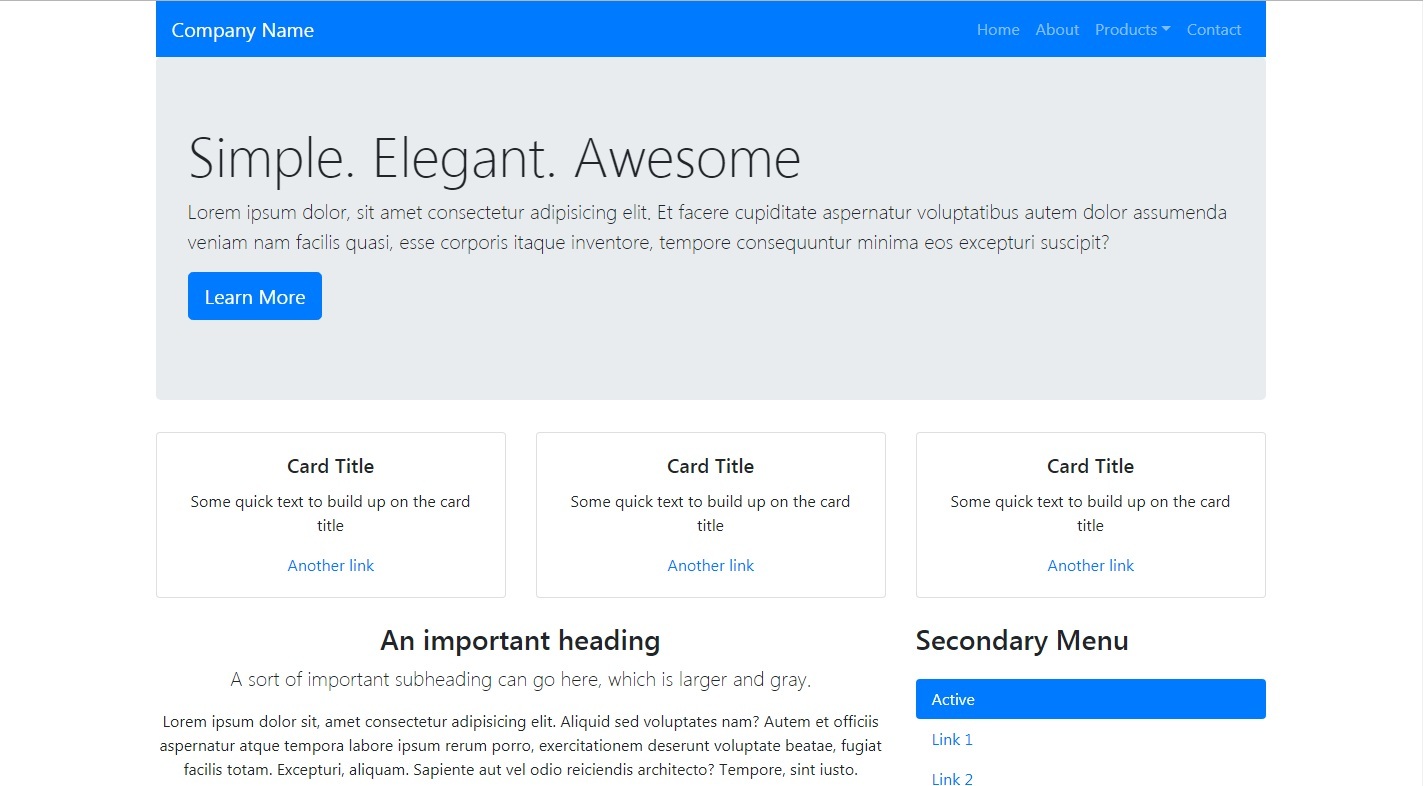 Company Name
Home About Products Contact
Simple. Elegant. Awesome
Lorem ipsum dolor, sit amet consectetur adipisicing elit. Et facere cupiditate aspernatur voluptatibus autem dolor assumenda
veniam nam facilis quasi, esse corporis itaque inventore, tempore consequuntur minima eos excepturi suscipit?
Learn More
Card Title
Some quick text to build up on the card
title
Another link
Card Title
Some quick text to build up on the card
title
Another link
Card Title
Some quick text to build up on the card
title
Another link
An important heading
A sort of important subheading can go here, which is larger and gray.
Lorem ipsum dolor sit, amet consectetur adipisicing elit. Aliquid sed voluptates nam? Autem et officiis
aspernatur atque tempora labore ipsum rerum porro, exercitationem deserunt voluptate beatae, fugiat
facilis totam. Excepturi, aliquam. Sapiente aut vel odio reiciendis architecto? Tempore, sint iusto.
Secondary Menu
Active
Link 1
Link 2